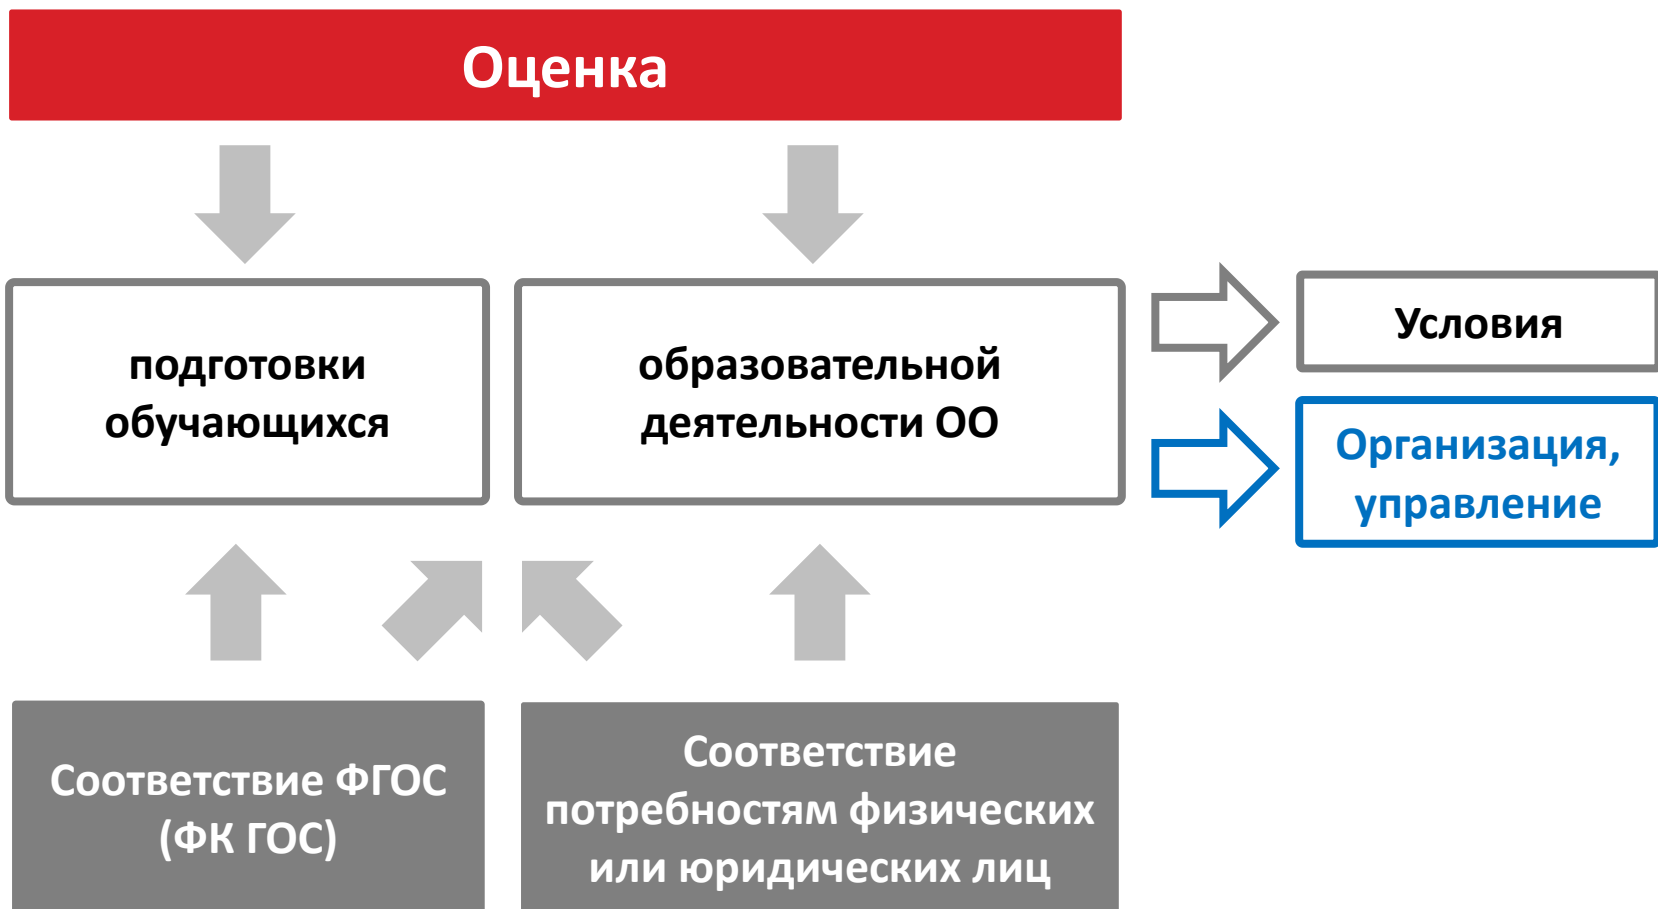 Оценка
подготовки
обучающихся
образовательной
деятельности ОО
Условия
Организация,
управление
Соответствие ФГОС
(ФК ГОС)
Соответствие
потребностям физических
или юридических лиц